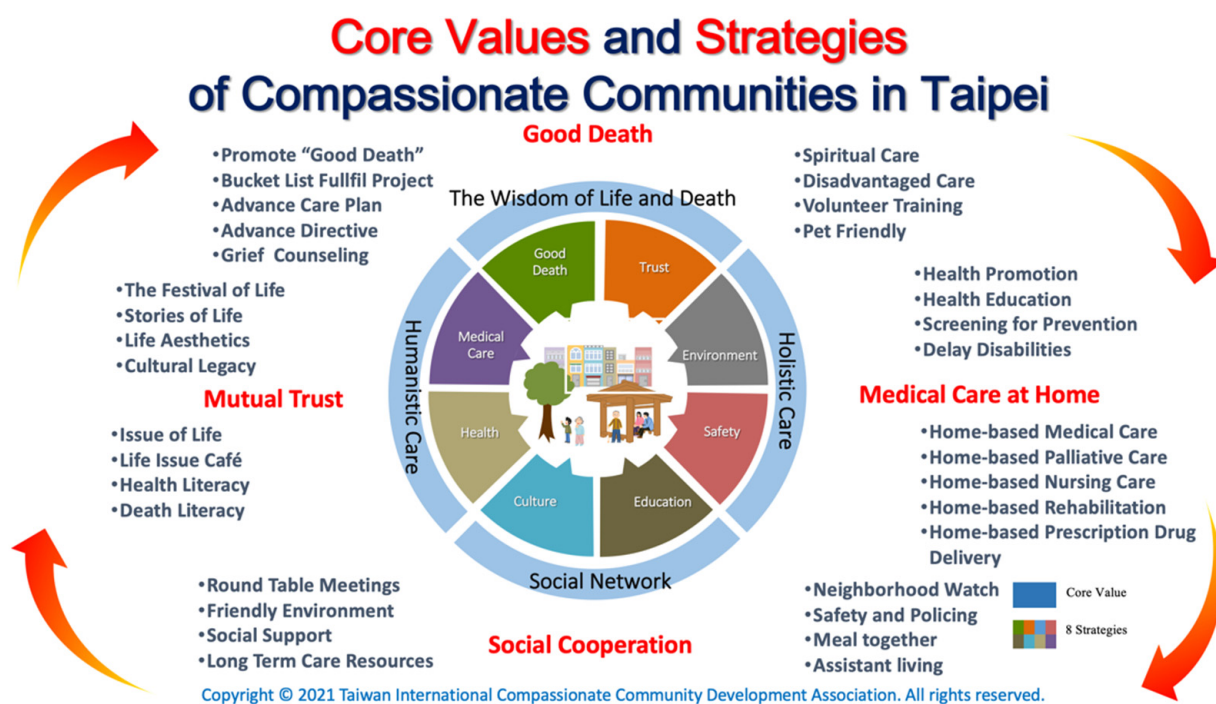 Core Values and Strategies
of Compassionate Communities in Taipei
Good Death
•Promote “Good Death”
•Bucket List Fullfil Project
•Advance Care Plan
•Advance Directive
•Grief Counseling
•Spiritual Care
•Disadvantaged Care
•Volunteer Training
•Pet Friendly
•The Festival of Life
•Stories of Life
•Life Aesthetics
•Cultural Legacy
•Health Promotion
•Health Education
•Screening for Prevention
•Delay Disabilities
The Wisdom of Life and Death
Humanistic Care
Holistic Care
Social Network
Good
Death
Trust
Medical
Care
Environment
Health
Safety
Culture
Education
Mutual Trust
•Issue of Life
•Life Issue Café
•Health Literacy
•Death Literacy
Medical Care at Home
•Home-based Medical Care
•Home-based Palliative Care
•Home-based Nursing Care
•Home-based Rehabilitation
•Home-based Prescription Drug
Delivery
•Round Table Meetings
•Friendly Environment
•Social Support
•Long Term Care Resources
Social Cooperation
•Neighborhood Watch
•Safety and Policing
•Meal together
•Assistant living
Core Value
8 Strategies
Copyright © 2021 Taiwan International Compassionate Community Development Association. All rights reserved.